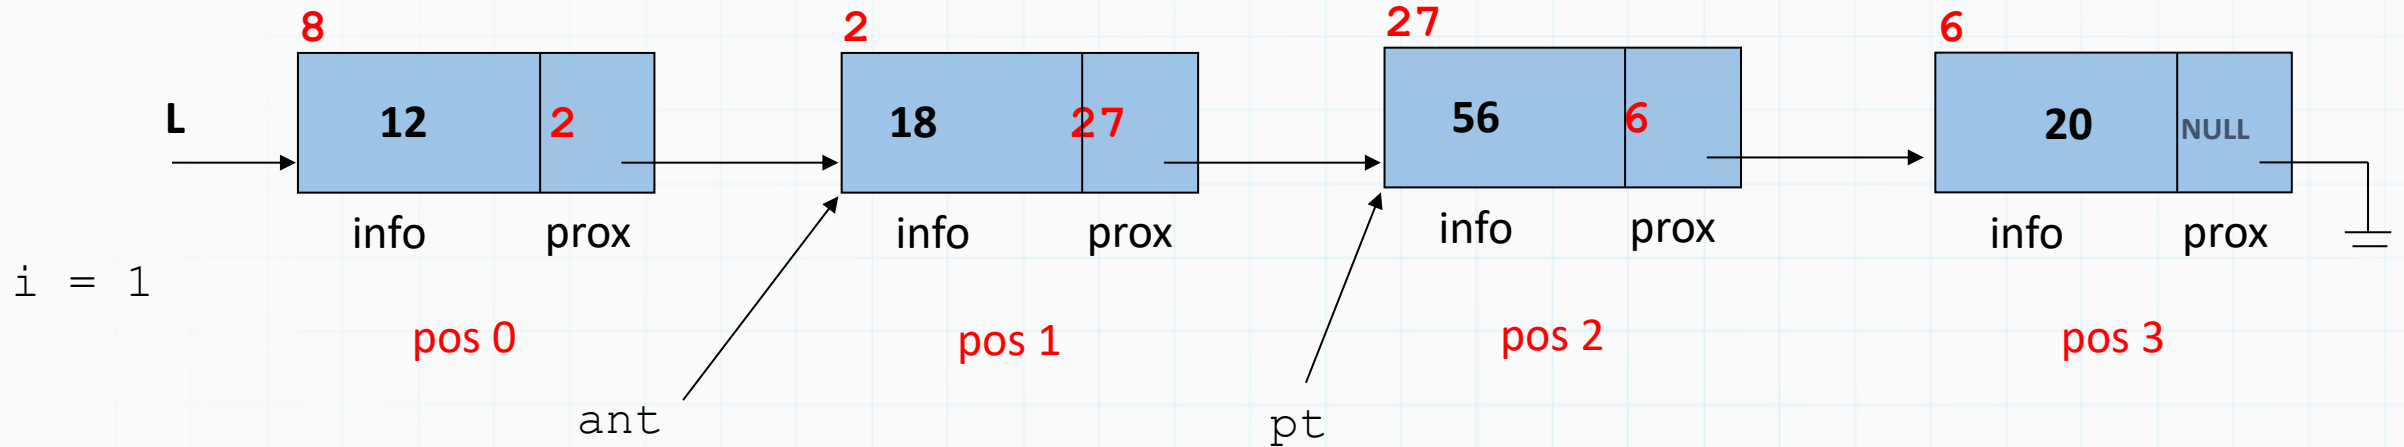 8 2 27 6
L 12 2 18 27 56 6 20 NULL
info prox info prox info prox info prox
i = 1
pos 0 pos 1 pos 2 pos 3
ant pt